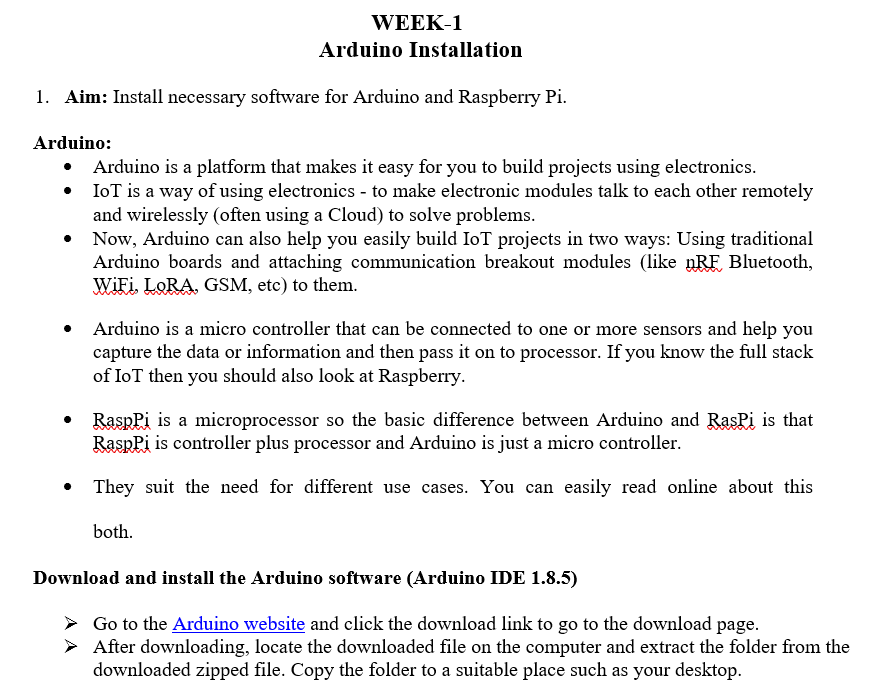 WEEK-1
Arduino Installation
1. Aim: Install necessary software for Arduino and Raspberry Pi.
Arduino:
• Arduino is a platform that makes it easy for you to build projects using electronics.
• IoT is a way of using electronics - to make electronic modules talk to each other remotely
and wirelessly (often using a Cloud) to solve problems.
• Now, Arduino can also help you easily build IoT projects in two ways: Using traditional
Arduino boards and attaching communication breakout modules (like nRF Bluetooth,
WiFi, LoRA, GSM, etc) to them.
• Arduino is a micro controller that can be connected to one or more sensors and help you
capture the data or information and then pass it on to processor. If you know the full stack
of IoT then you should also look at Raspberry.
• RaspPi is a microprocessor so the basic difference between Arduino and RasPi is that
RaspPi is controller plus processor and Arduino is just a micro controller.
• They suit the need for different use cases. You can easily read online about this
both.
Download and install the Arduino software (Arduino IDE 1.8.5)
➢ Go to the Arduino website and click the download link to go to the download page.
➢ After downloading, locate the downloaded file on the computer and extract the folder from the
downloaded zipped file. Copy the folder to a suitable place such as your desktop.